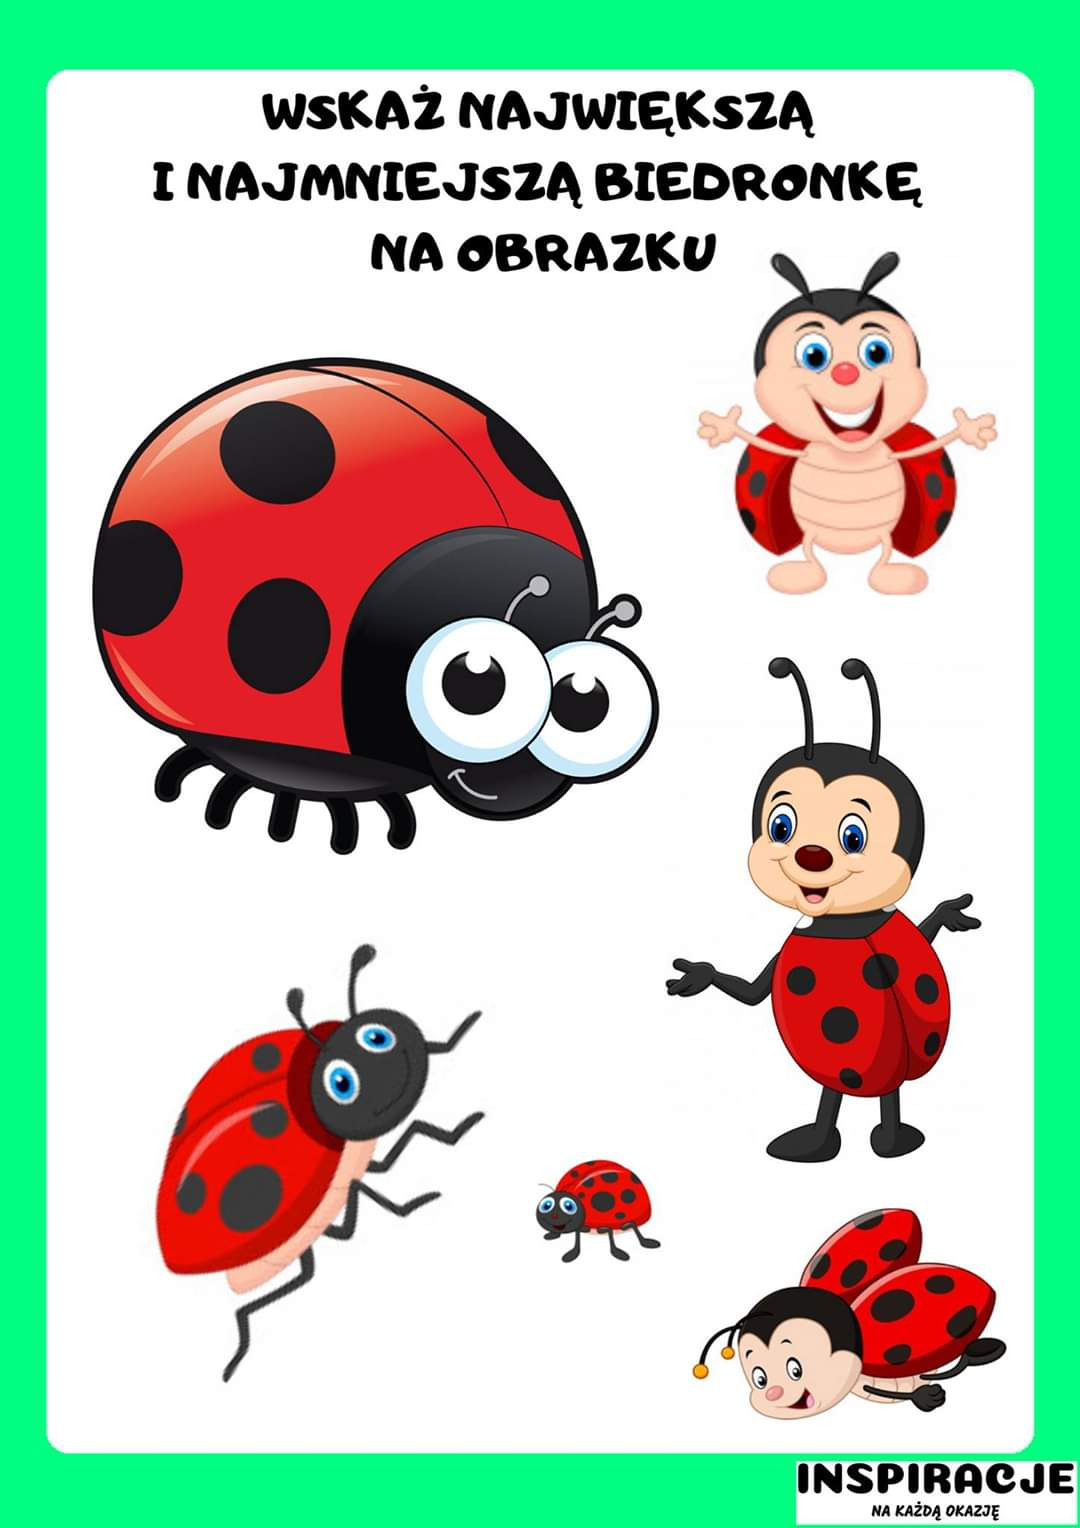 WSKAŻ NAJWIĘKSZĄ
I NAJMNIEJSZĄ BIEDRONKĘ
NA OBRAZKU
INSPIRACJE
NA KAŻDĄ OKAZJĘ